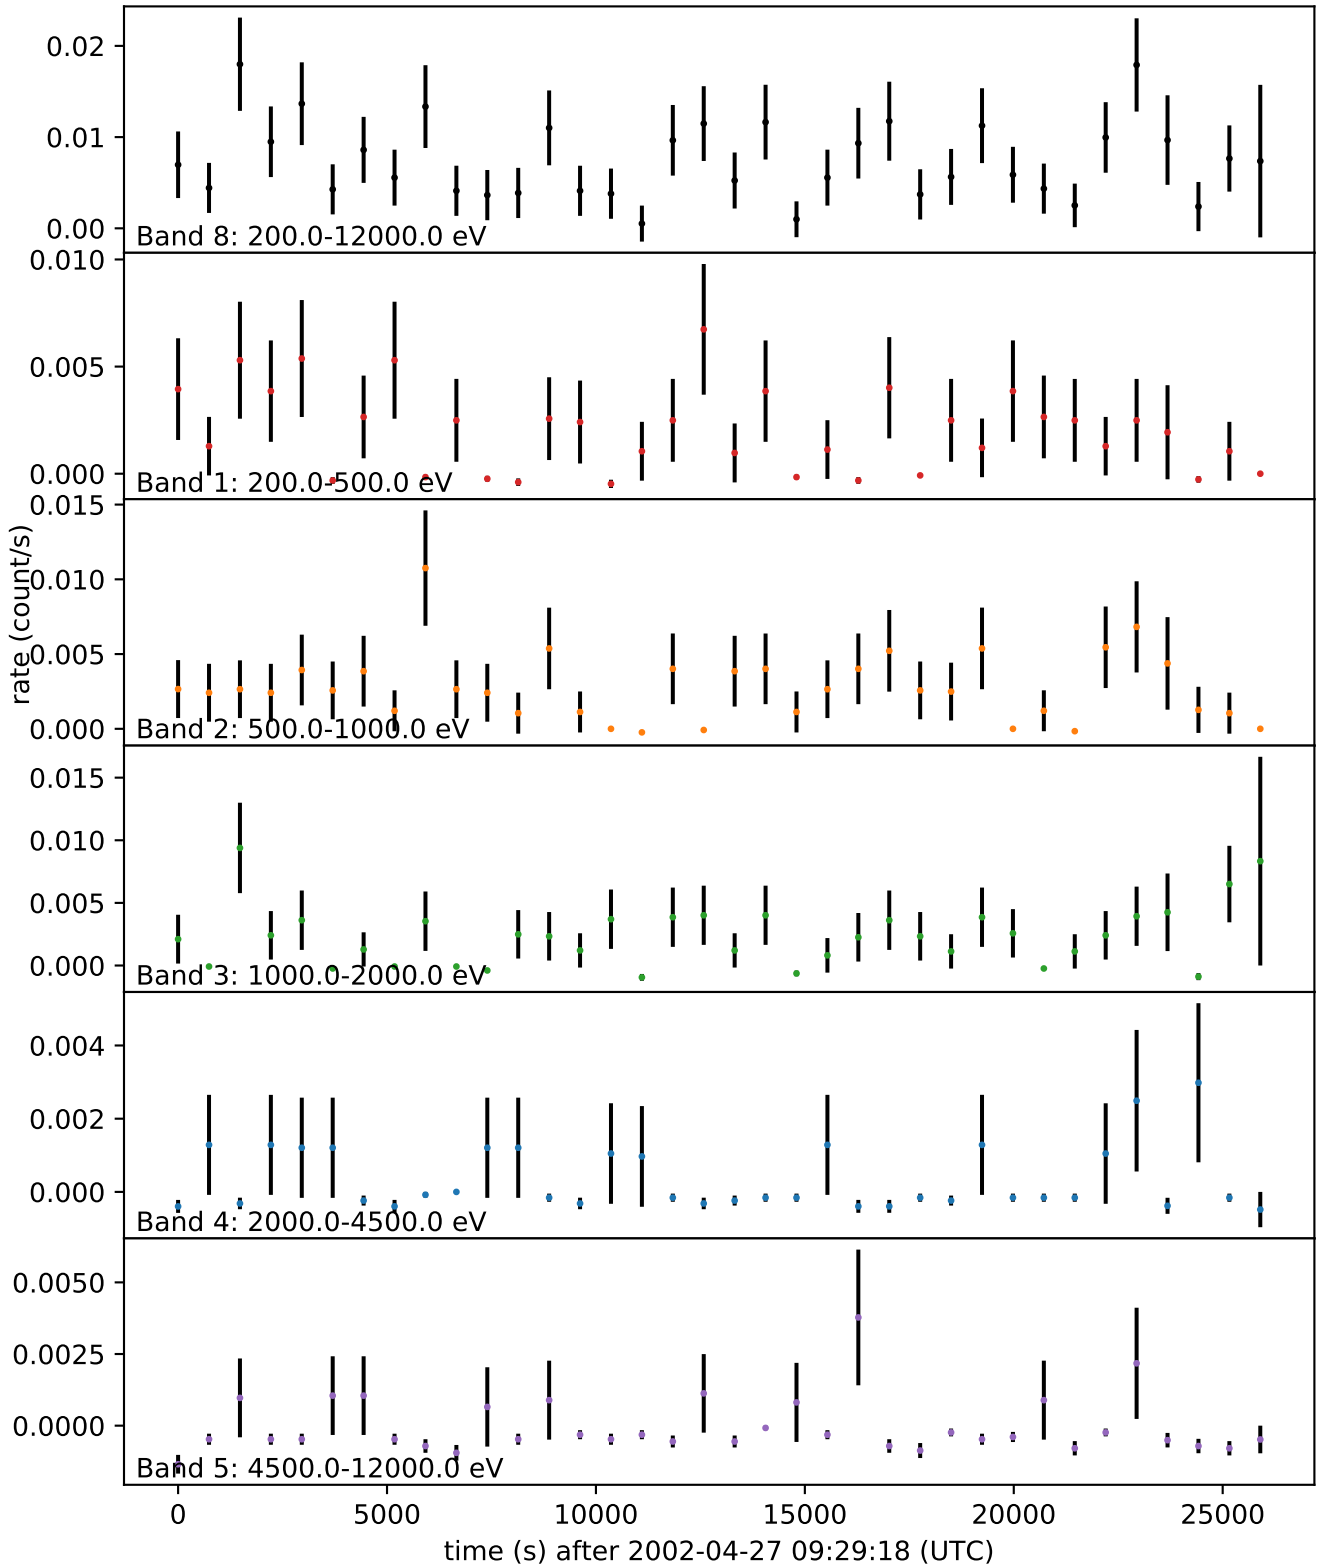 0.02
0.01
0.00
Band 8: 200.0-12000.0 eV
0.010
0.005
0.000
Band 1: 200.0-500.0 eV
0.015
0.010
0.005
0.000
Band 2: 500.0-1000.0 eV
rate (count/s)
0.015
0.010
0.005
0.000
Band 3: 1000.0-2000.0 eV
0.004
0.002
0.000
Band 4: 2000.0-4500.0 eV
0.0050
0.0025
0.0000
Band 5: 4500.0-12000.0 eV
0 5000 10000 15000 20000 25000
time (s) after 2002-04-27 09:29:18 (UTC)